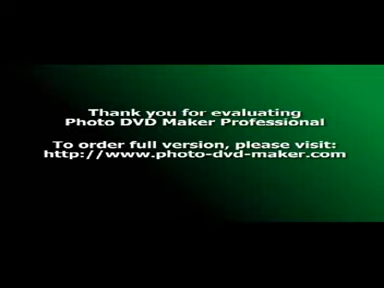 Thank you for evaluating
Photo DVD Maker Professional
To order full version, please visit:
http://www.photo-dvd-maker.com